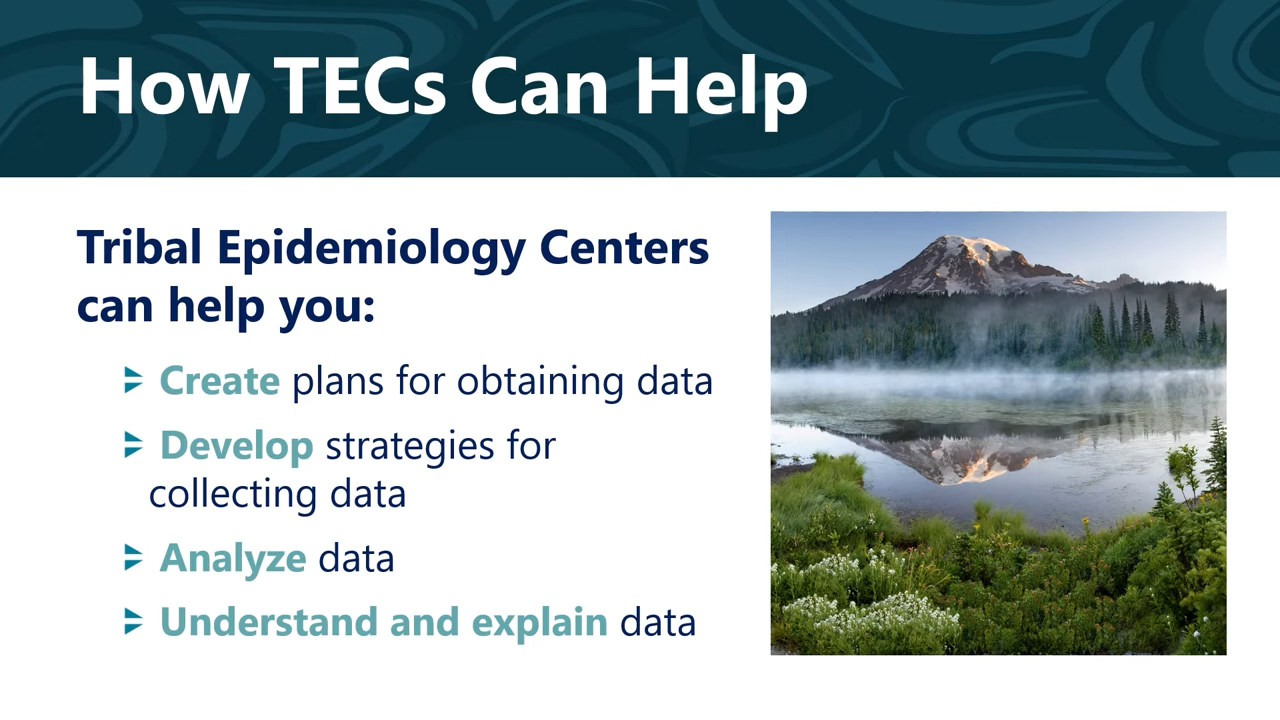 How TECs Can Help
Tribal Epidemiology Centers
can help you:
Create plans for obtaining data
Develop strategies for
collecting data
Analyze data
Understand and explain data